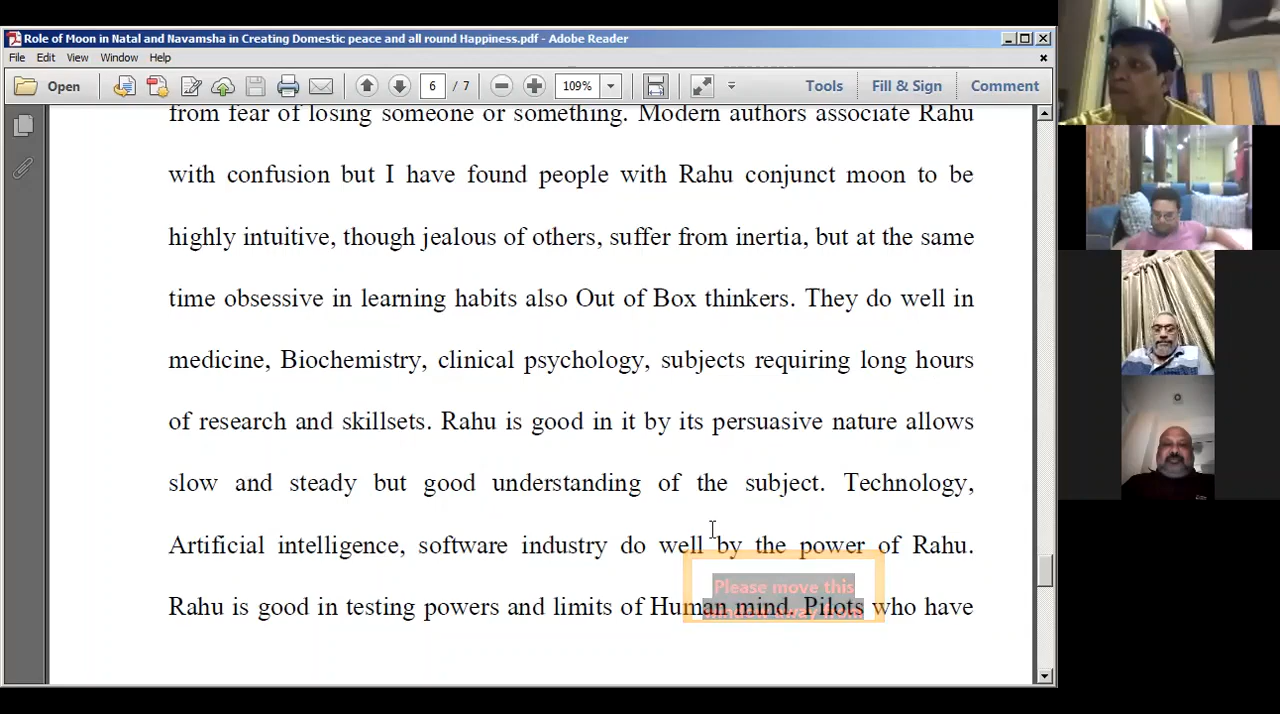 Role of Moon in Natal and Navamsha in Creating Domestic peace and all round Happiness.pdf - Adobe Reader
File Edit View Window Help
Open 6 / 7 109% Tools Fill & Sign Comment
from fear of losing someone or something. Modern authors associate Rahu
with confusion but I have found people with Rahu conjunct moon to be
highly intuitive, though jealous of others, suffer from inertia, but at the same
time obsessive in learning habits also Out of Box thinkers. They do well in
medicine, Biochemistry, clinical psychology, subjects requiring long hours
of research and skillsets. Rahu is good in it by its persuasive nature allows
slow and steady but good understanding of the subject. Technology,
Artificial intelligence, software industry do well by the power of Rahu.
Please move this
window away from
Rahu is good in testing powers and limits of Human mind. Pilots who have